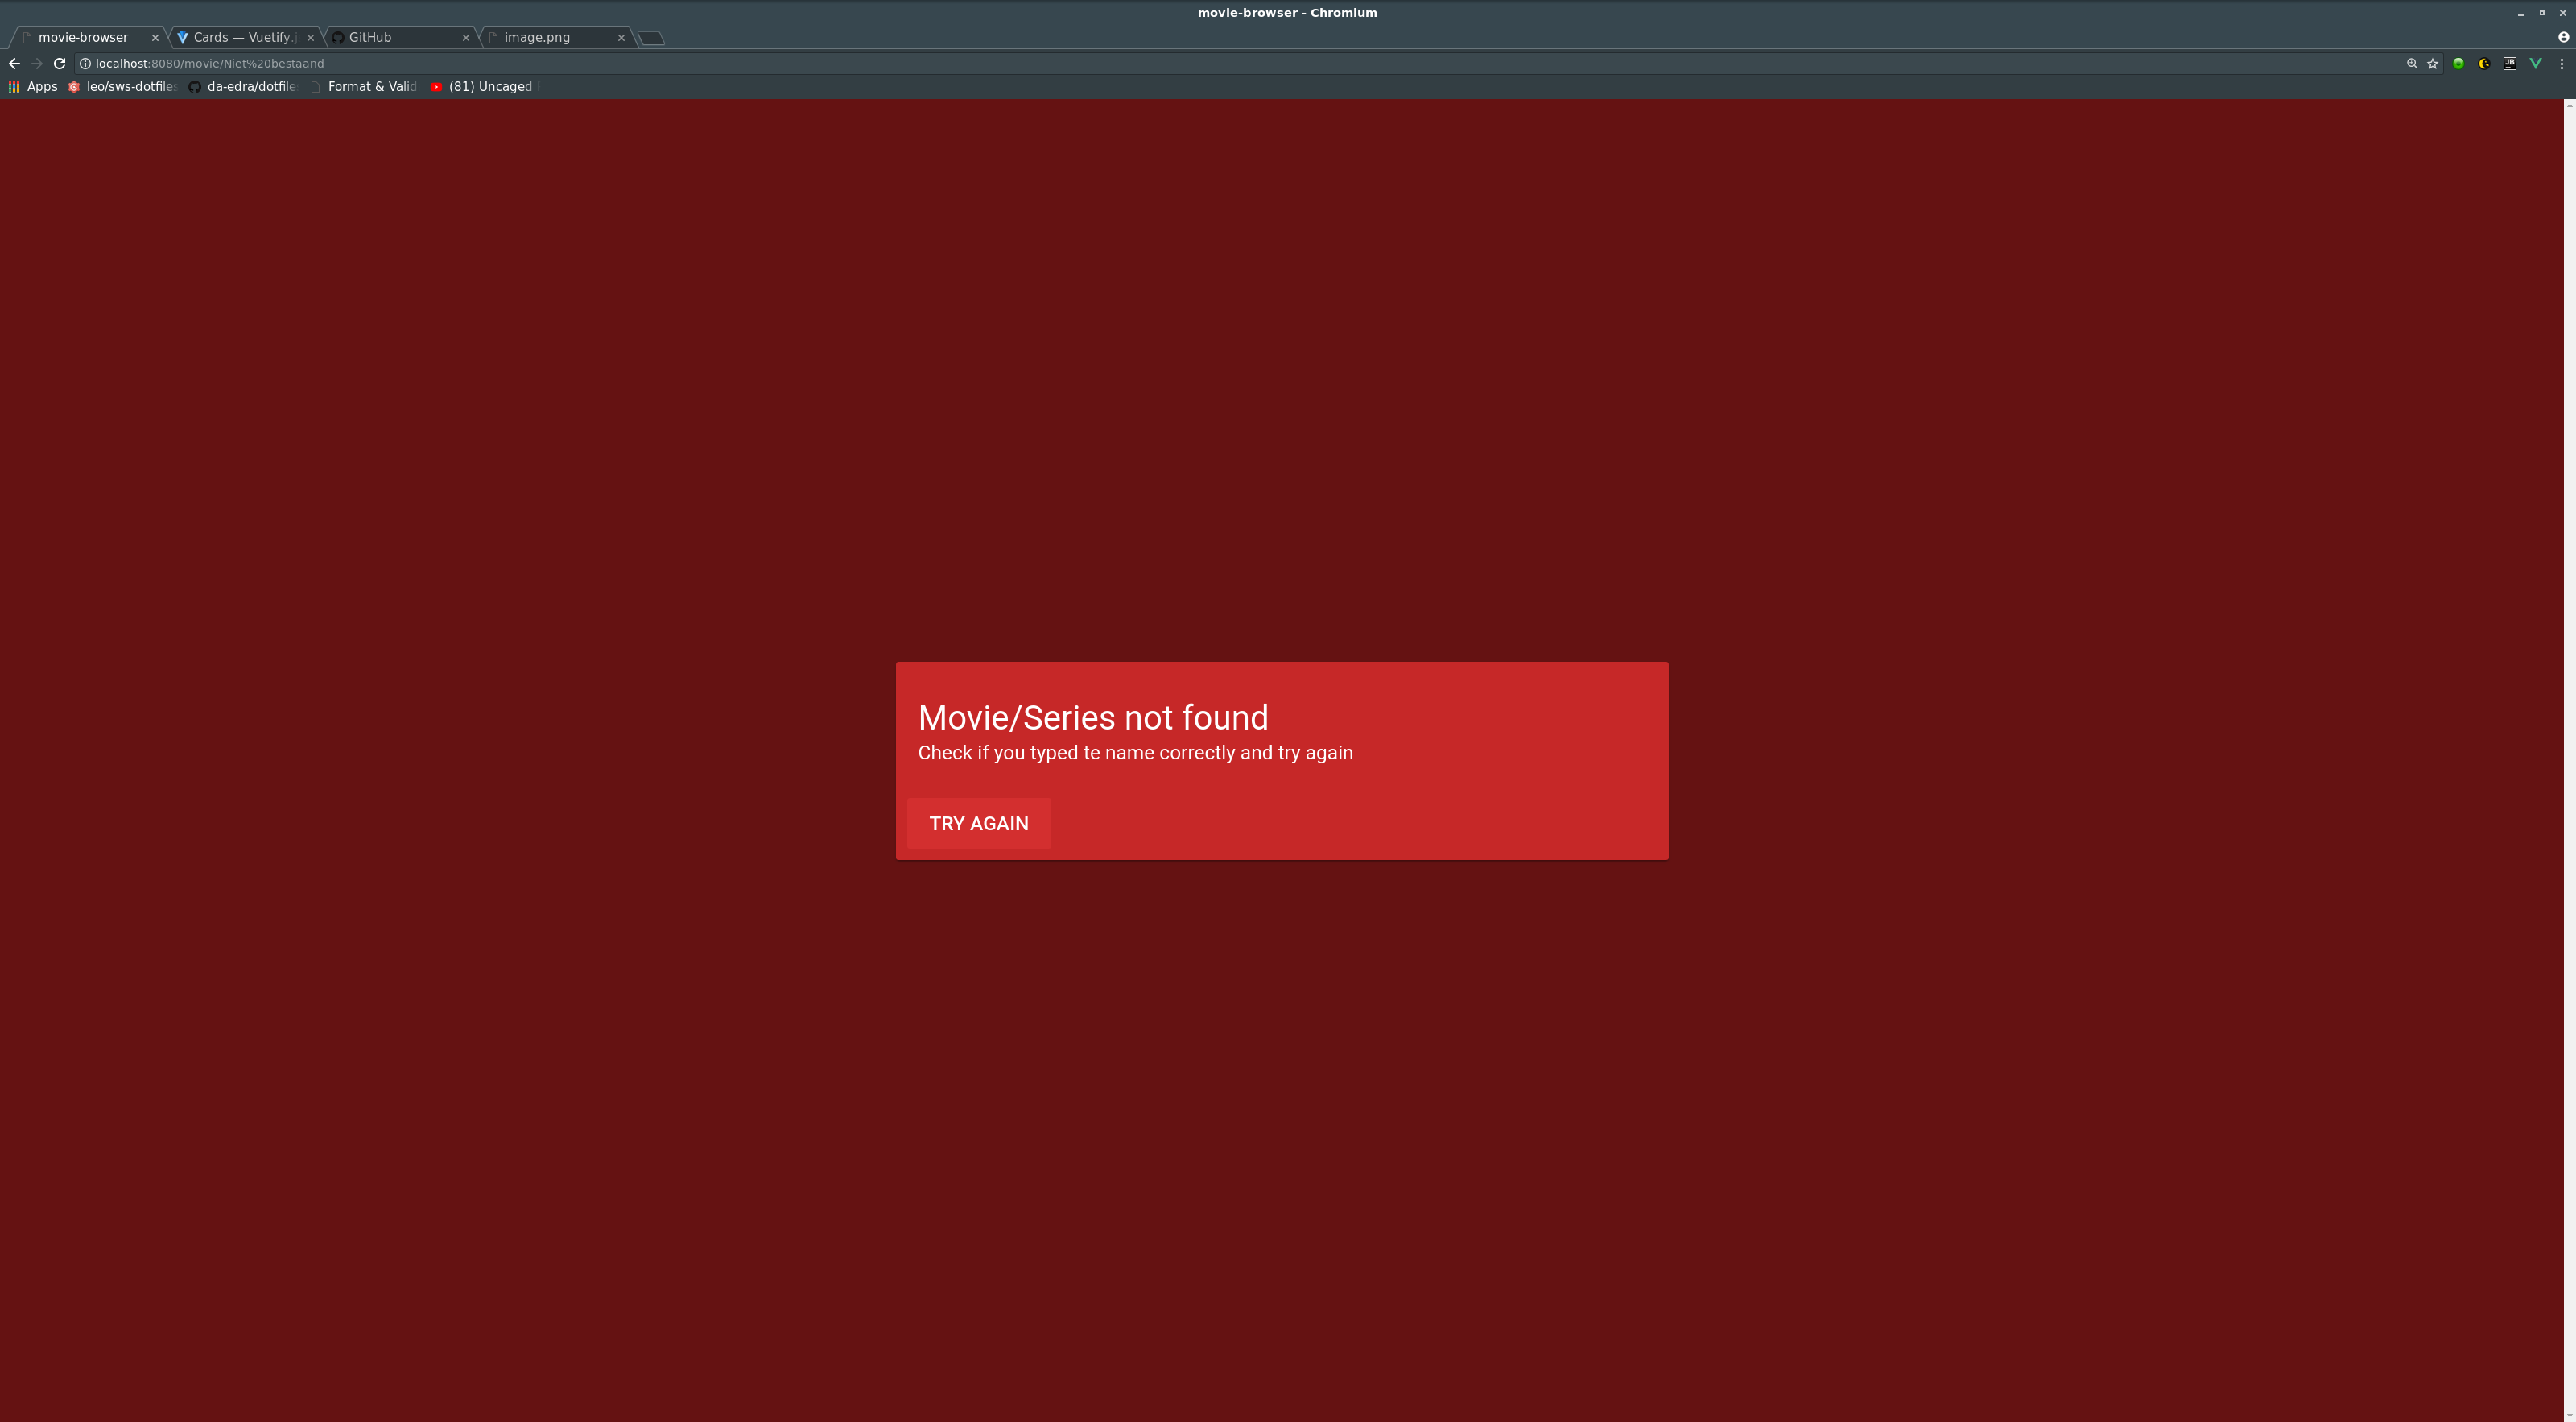 movie-browser - Chromium
movie-browser
Cards — Vuetify.j
GitHub
image.png
localhost:8080/movie/Niet%20bestaand
JB
Apps
leo/sws-dotfiles
da-edra/dotfile
Format & Valid
(81) Uncaged
Movie/Series not found
Check if you typed te name correctly and try again
TRY AGAIN